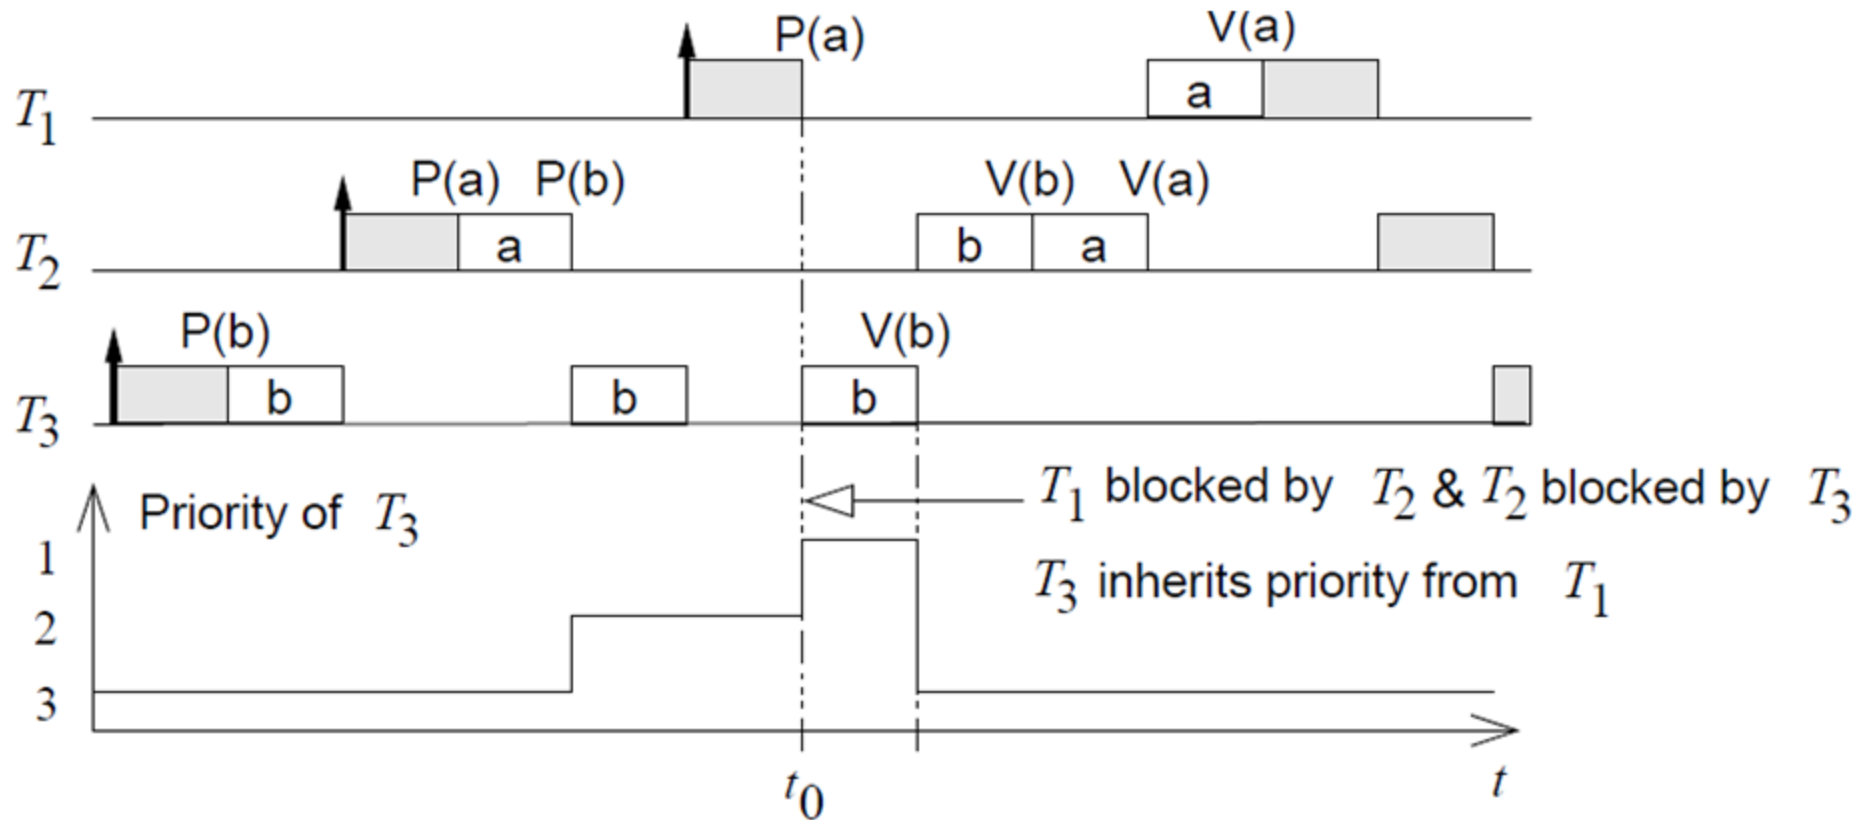 P(a) V(a)
T1 a
P(a) P(b) V(b) V(a)
T2 a b a
P(b) V(b)
T3 b b b
Priority of T3
T1 blocked by T2 & T2 blocked by T3
1
T3 inherits priority from T1
2
3
t0 t